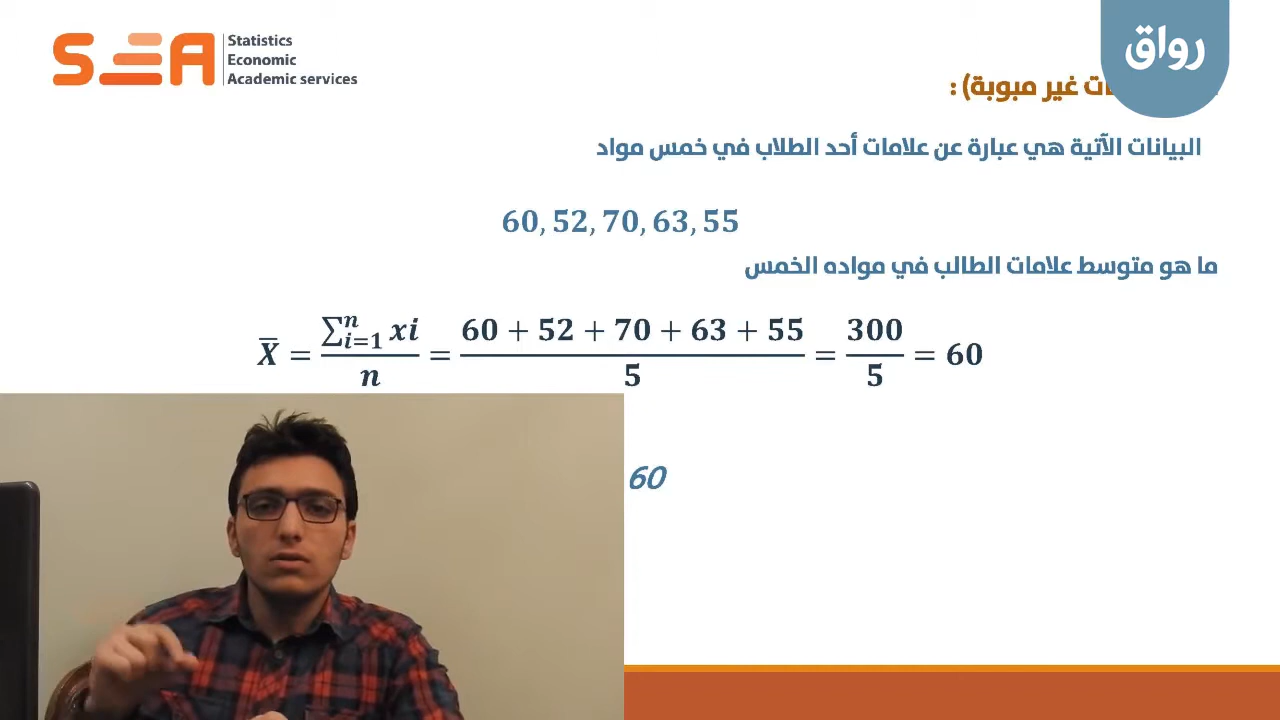 SEA
Statistics
Economic
Academic services
رواق
غير مبوبة) :
البيانات الآتية هي عبارة عن علامات أحد الطلاب في خمس مواد
60, 52, 70, 63, 55
ما هو متوسط علامات الطالب في مواده الخمس
X̅ = ∑ⁿᵢ₌₁ xi / n = 60 + 52 + 70 + 63 + 55 / 5 = 300 / 5 = 60
60